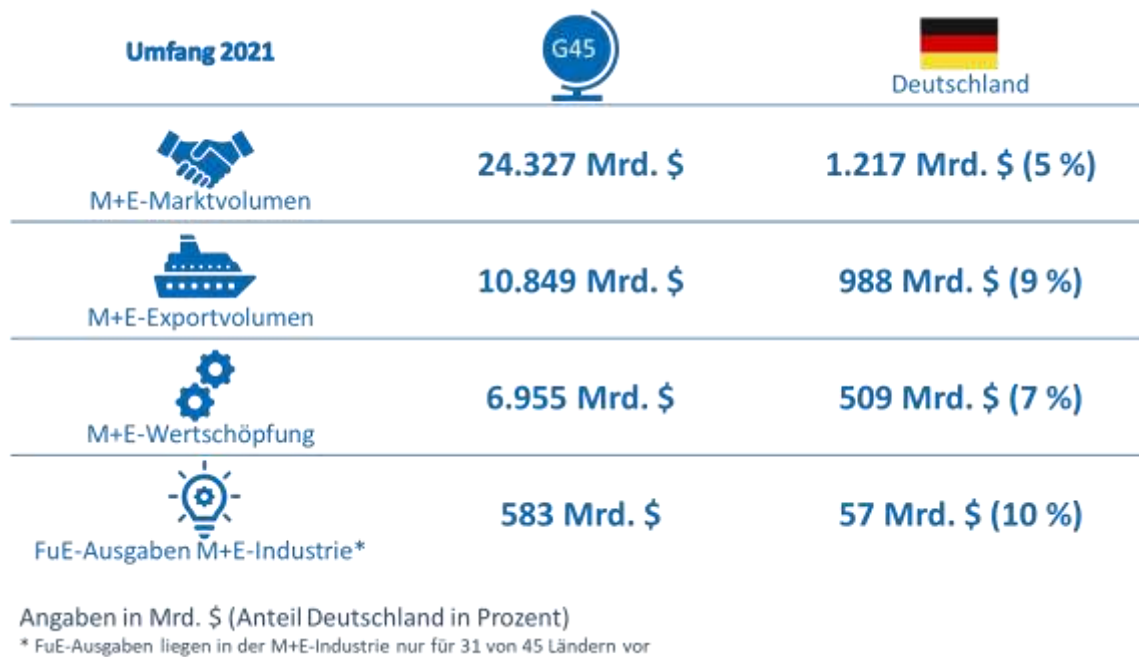 Umfang 2021
G45
Deutschland
24.327 Mrd. $
1.217 Mrd. $ (5 %)
M+E-Marktvolumen
10.849 Mrd. $
988 Mrd. $ (9 %)
M+E-Exportvolumen
6.955 Mrd. $
509 Mrd. $ (7 %)
M+E-Wertschöpfung
583 Mrd. $
57 Mrd. $ (10 %)
FuE-Ausgaben M+E-Industrie*
Angaben in Mrd. $ (Anteil Deutschland in Prozent)
* FuE-Ausgaben liegen in der M+E-Industrie nur für 31 von 45 Ländern vor